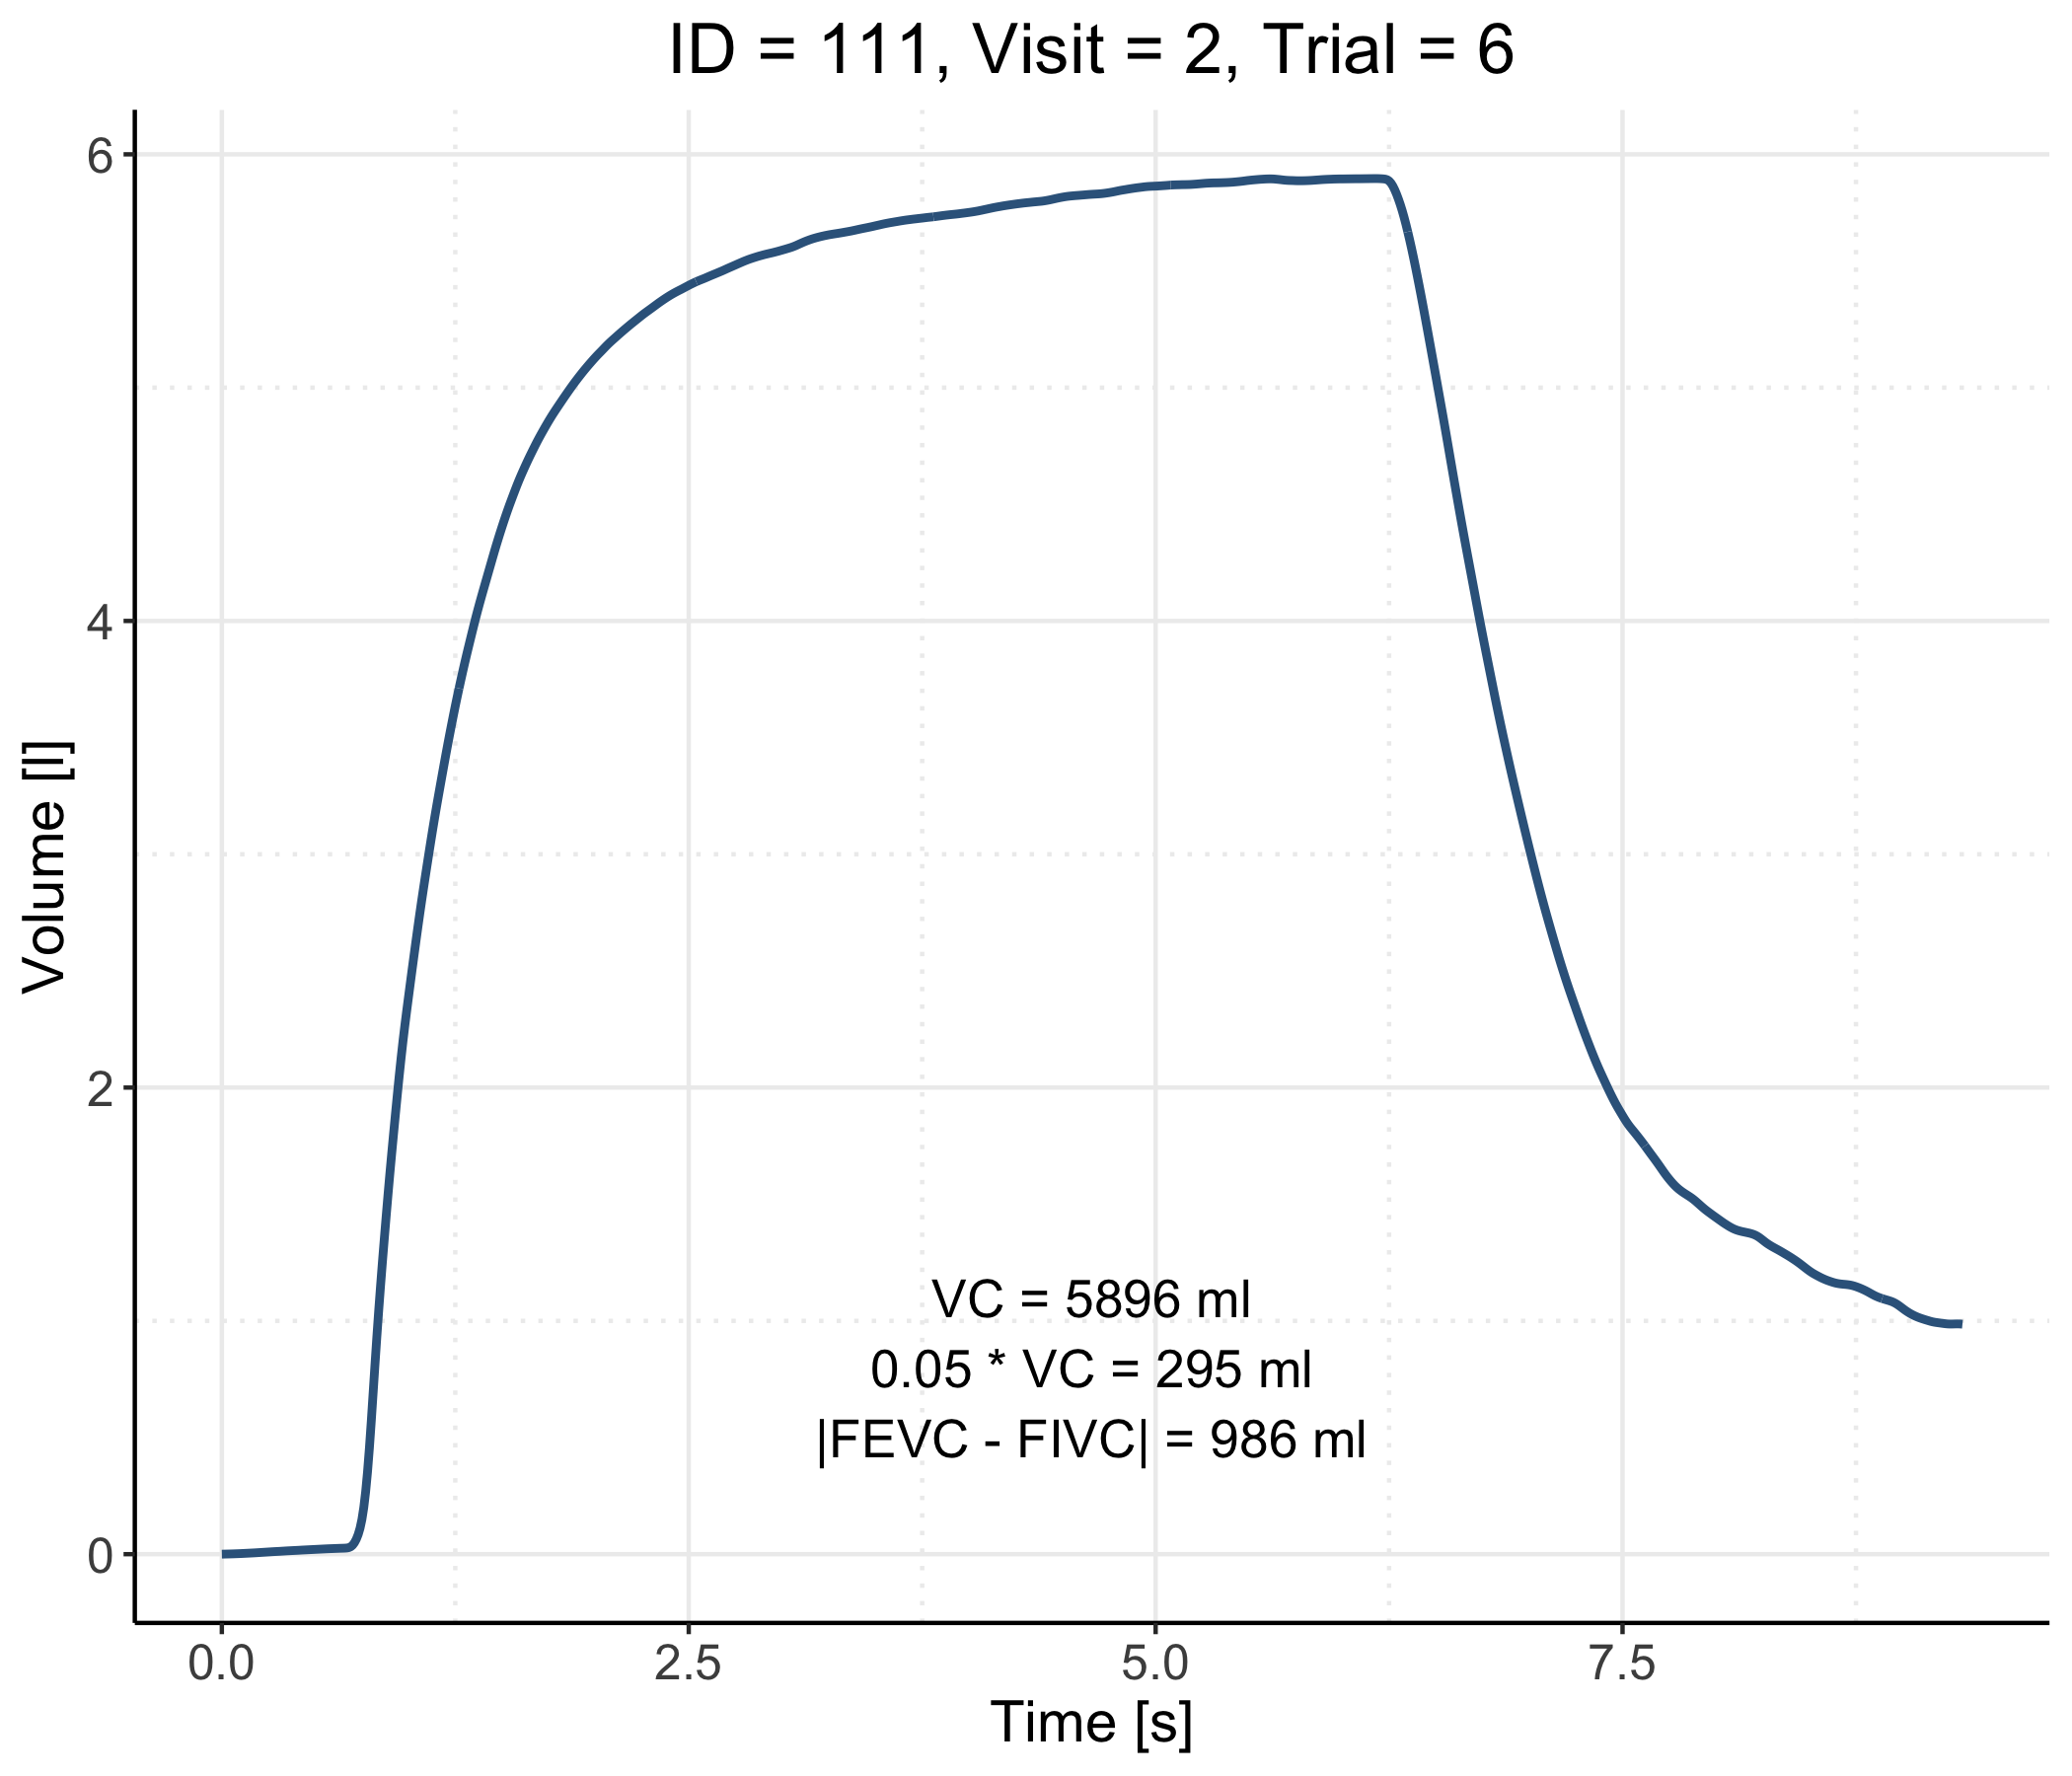 ID = 111, Visit = 2, Trial = 6
6
4
2
0
Volume [l]
VC = 5896 ml
0.05 * VC = 295 ml
|FEVC - FIVC| = 986 ml
0.0 2.5 5.0 7.5
Time [s]